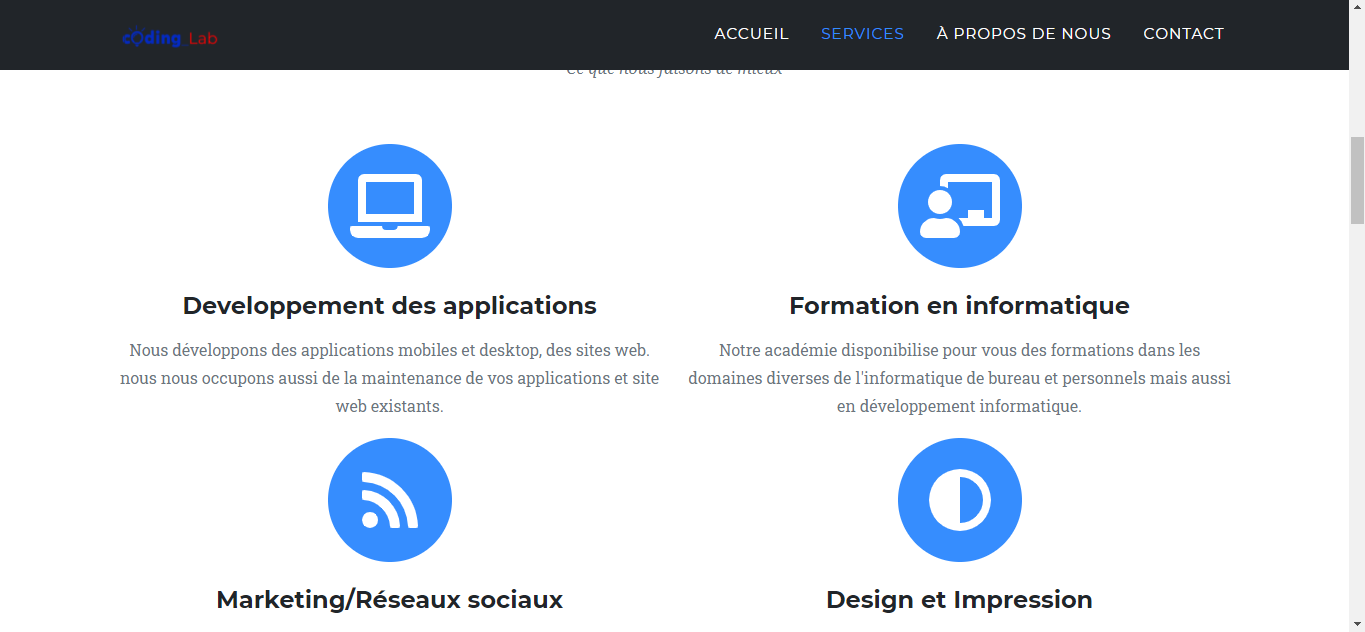 cOding Lab
ACCUEIL SERVICES À PROPOS DE NOUS CONTACT
Ce que nous faisons de mieux
Developpement des applications
Nous développons des applications mobiles et desktop, des sites web.
nous nous occupons aussi de la maintenance de vos applications et site
web existants.
Formation en informatique
Notre académie disponibilise pour vous des formations dans les
domaines diverses de l'informatique de bureau et personnels mais aussi
en développement informatique.
Marketing/Réseaux sociaux
Design et Impression